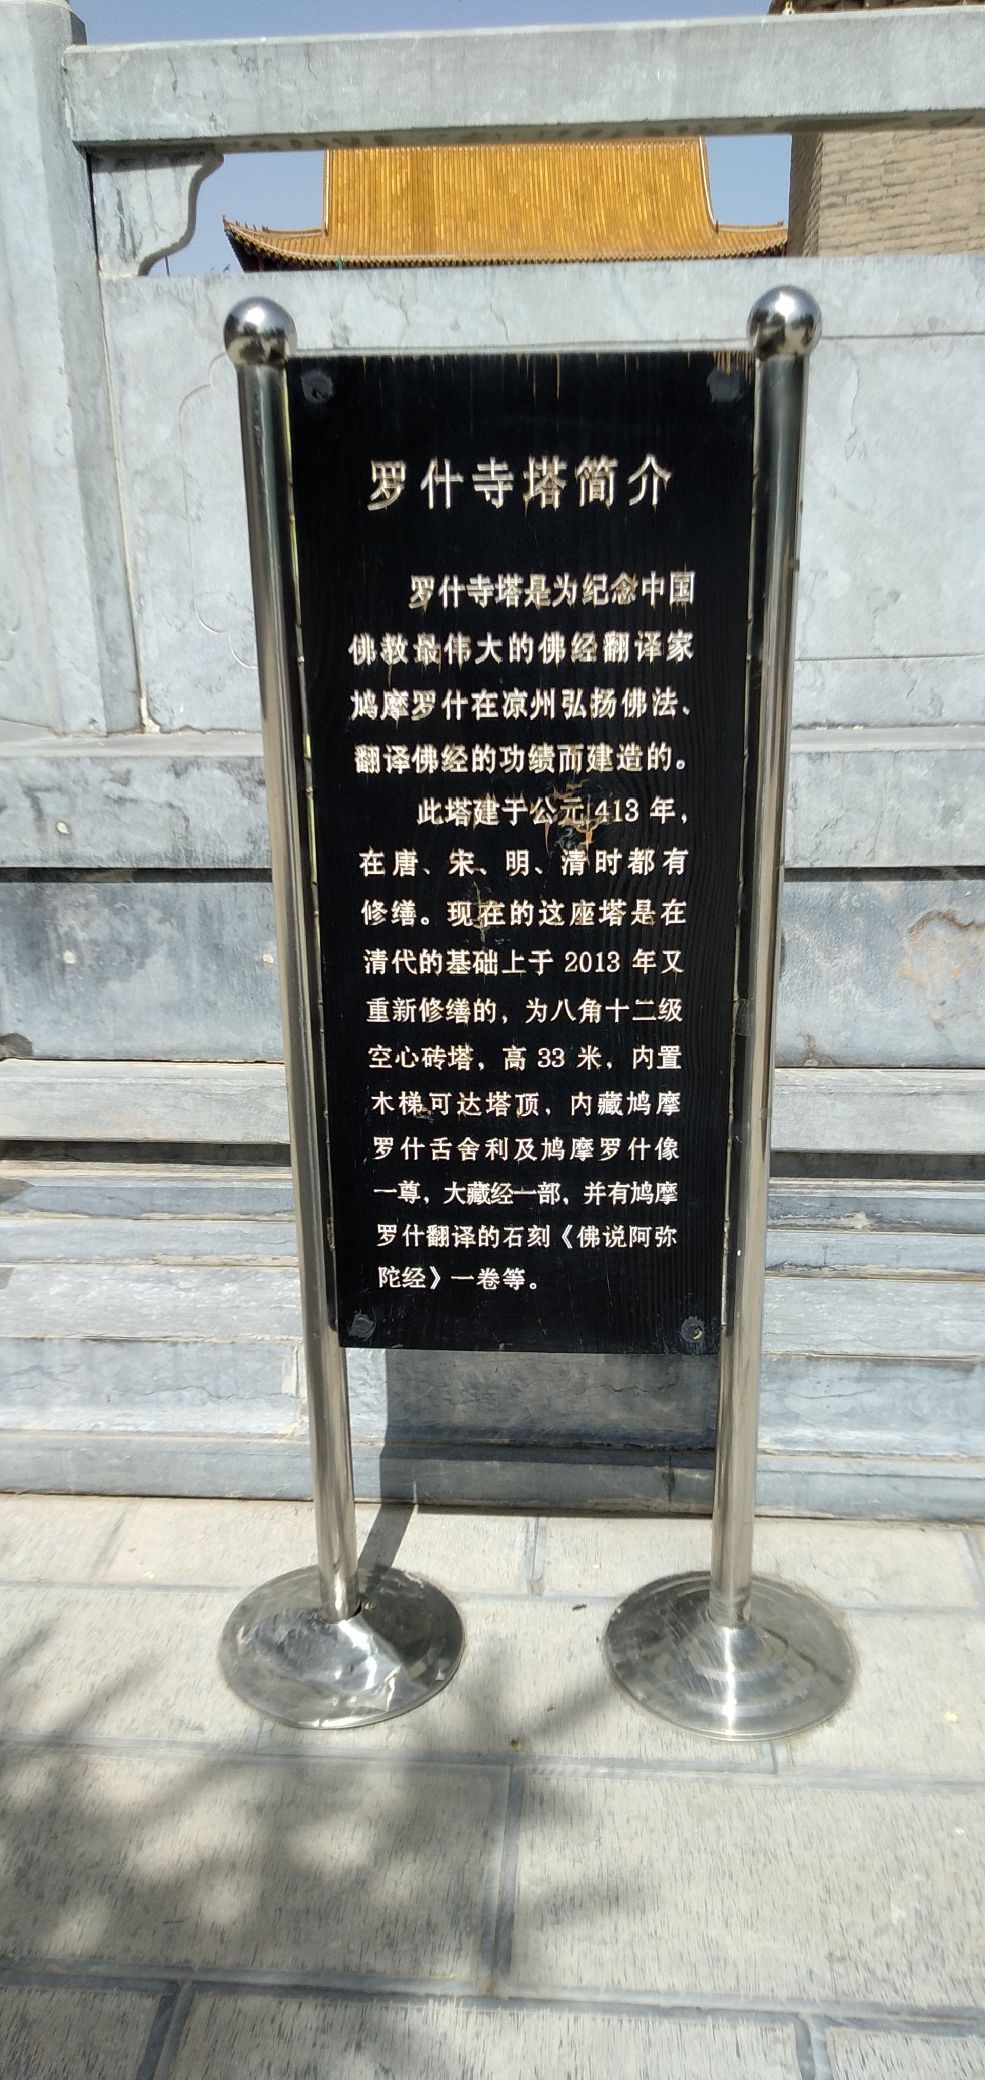 罗什寺塔简介
罗什寺塔是为纪念中国
佛教最伟大的佛经翻译家
鸠摩罗什在凉州弘扬佛法、
翻译佛经的功绩而建造的。
此塔建于公元413年，
在唐、宋、明、清时都有
修缮。现在的这座塔是在
清代的基础上于2013年又
重新修缮的，为八角十二级
空心砖塔，高33米，内置
木梯可达塔顶，内藏鸠摩
罗什舌舍利及鸠摩罗什像
一尊，大藏经一部，并有鸠摩
罗什翻译的石刻《佛说阿弥
陀经》一卷等。